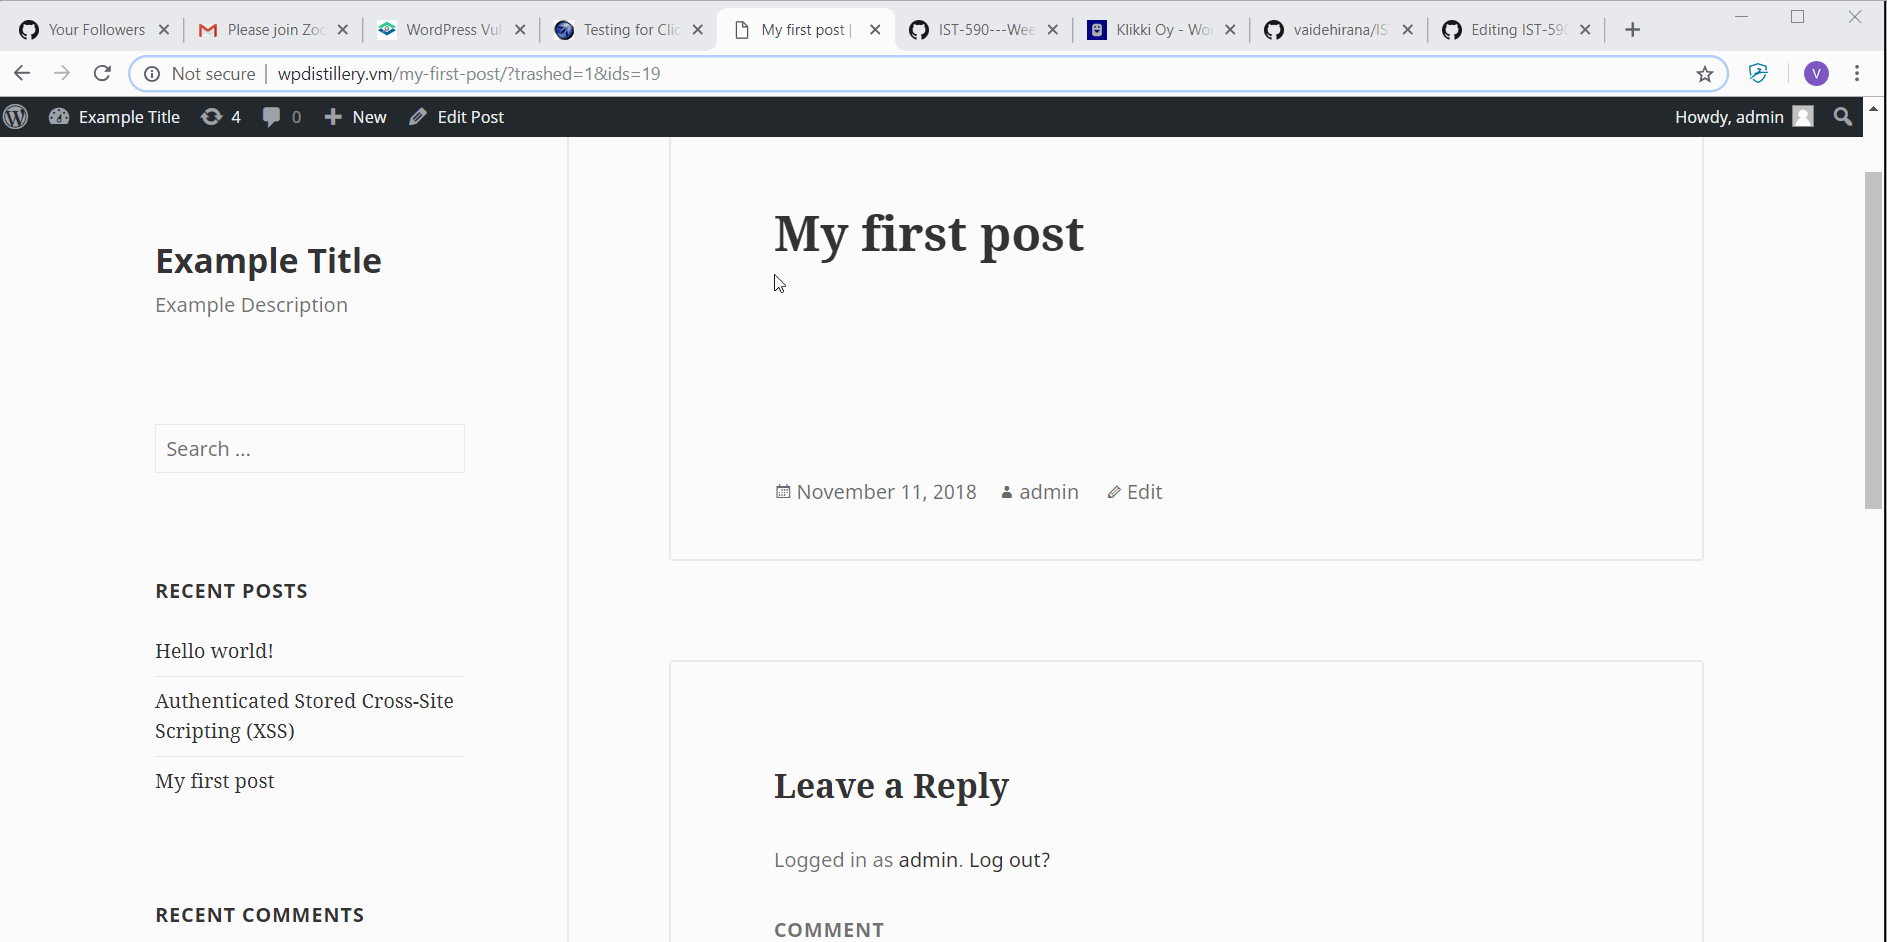 Your Followers
Please join Zoo
WordPress Vul
Testing for Clic
My first post |
IST-590---Wee
Klikki Oy - Wo
vaidehirana/IS
Editing IST-590
Not secure | wpdistillery.vm/my-first-post/?trashed=1&ids=19
V
Example Title 4 0 New Edit Post Howdy, admin
Example Title
Example Description
Search ...
RECENT POSTS
Hello world!
Authenticated Stored Cross-Site
Scripting (XSS)
My first post
RECENT COMMENTS
My first post
November 11, 2018 admin Edit
Leave a Reply
Logged in as admin. Log out?
COMMENT